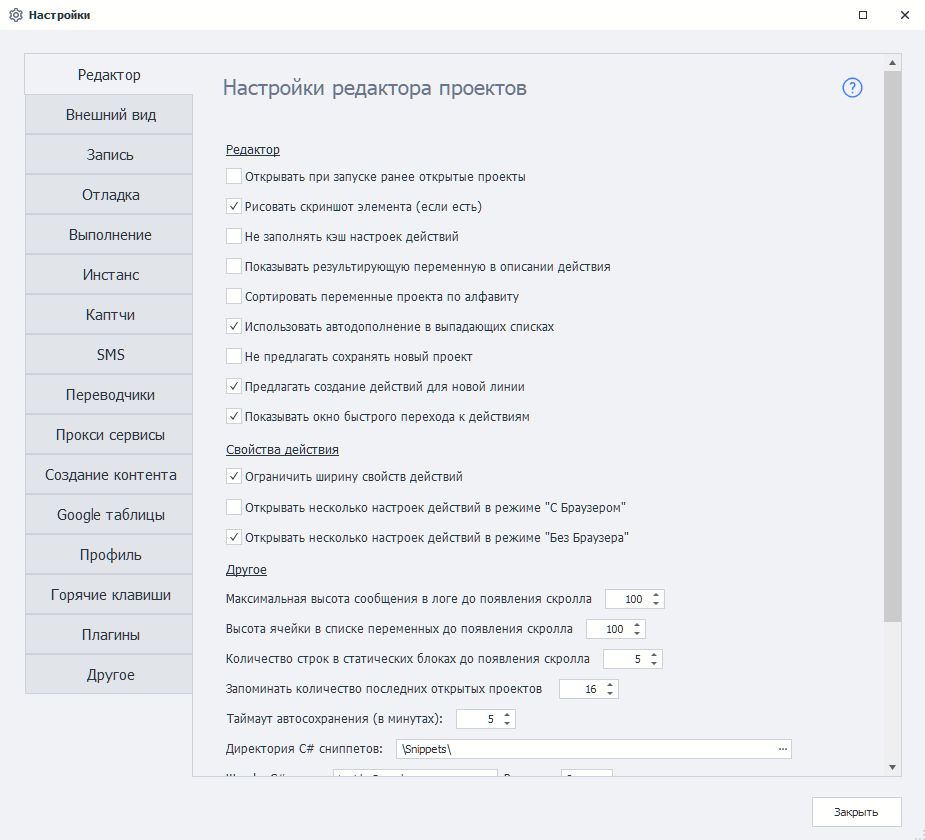 Настройки
Редактор
Внешний вид
Запись
Отладка
Выполнение
Инстанс
Каптчи
SMS
Переводчики
Прокси сервисы
Создание контента
Google таблицы
Профиль
Горячие клавиши
Плагины
Другое
Настройки редактора проектов
?
Редактор
Открывать при запуске ранее открытые проекты
Рисовать скриншот элемента (если есть)
Не заполнять кэш настроек действий
Показывать результирующую переменную в описании действия
Сортировать переменные проекта по алфавиту
Использовать автодополнение в выпадающих списках
Не предлагать сохранять новый проект
Предлагать создание действий для новой линии
Показывать окно быстрого перехода к действиям
Свойства действия
Ограничить ширину свойств действий
Открывать несколько настроек действий в режиме "С Браузером"
Открывать несколько настроек действий в режиме "Без Браузера"
Другое
Максимальная высота сообщения в логе до появления скролла 100
Высота ячейки в списке переменных до появления скролла 100
Количество строк в статических блоках до появления скролла 5
Запоминать количество последних открытых проектов 16
Таймаут автосохранения (в минутах): 5
Директория C# сниппетов: \Snippets\ ...
Закрыть